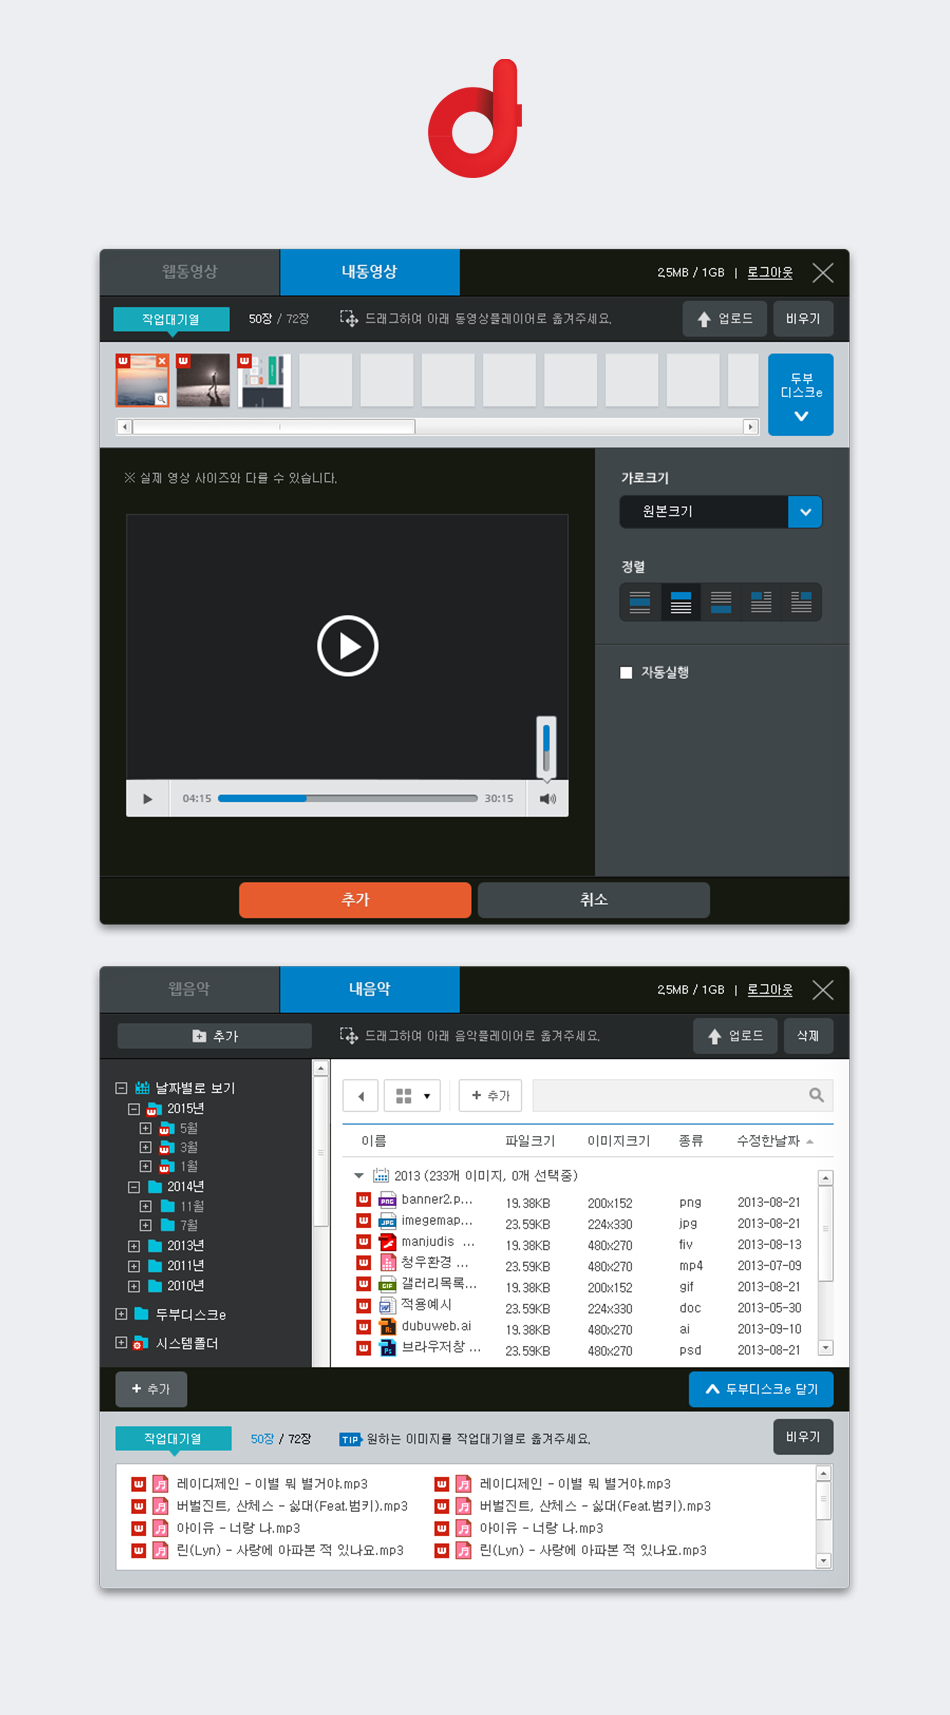 웹동영상 내동영상 2.5MB / 1GB | 로그아웃
작업대기열 50장 / 72장 드래그하여 아래 동영상플레이어로 옮겨주세요. 업로드 비우기
두부
디스크e
※ 실제 영상 사이즈와 다를 수 있습니다.
가로크기
원본크기
정렬
자동실행
04:15 30:15
추가 취소
웹음악 내음악 2.5MB / 1GB | 로그아웃
추가 드래그하여 아래 음악플레이어로 옮겨주세요. 업로드 삭제
날짜별로 보기
2015년
5월
3월
1월
2014년
11월
7월
2013년
2011년
2010년
두부디스크e
시스템폴더
+ 추가
이름 파일크기 이미지크기 종류 수정한날짜
2013 (233개 이미지, 0개 선택중)
banner2.p... 19.38KB 200x152 png 2013-08-21
imegemap... 23.59KB 224x330 jpg 2013-08-21
manjudis ... 19.38KB 480x270 fiv 2013-08-13
청우환경 ... 23.59KB 480x270 mp4 2013-07-09
갤러리목록... 19.38KB 200x152 gif 2013-08-21
적용예시 23.59KB 224x330 doc 2013-05-30
dubuweb.ai 19.38KB 480x270 ai 2013-09-10
브라우저창 ... 23.59KB 480x270 psd 2013-08-21
+ 추가 두부디스크e 닫기
작업대기열 50장 / 72장 TIP 원하는 이미지를 작업대기열로 옮겨주세요. 비우기
레이디제인 - 이별 뭐 별거야.mp3 레이디제인 - 이별 뭐 별거야.mp3
버벌진트, 산체스 - 싫대(Feat.범키).mp3 버벌진트, 산체스 - 싫대(Feat.범키).mp3
아이유 - 너랑 나.mp3 아이유 - 너랑 나.mp3
린(Lyn) - 사랑에 아파본 적 있나요.mp3 린(Lyn) - 사랑에 아파본 적 있나요.mp3